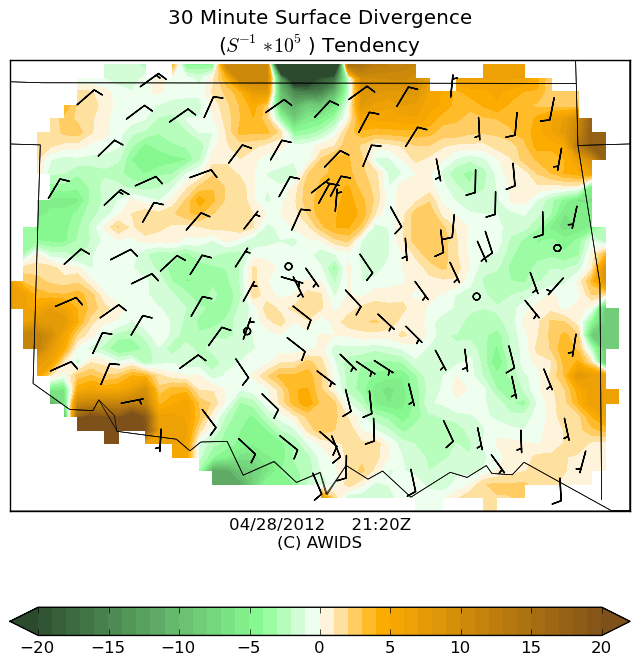 30 Minute Surface Divergence
(S⁻¹ * 10⁵ ) Tendency
04/28/2012 21:20Z
(C) AWIDS
−20 −15 −10 −5 0 5 10 15 20